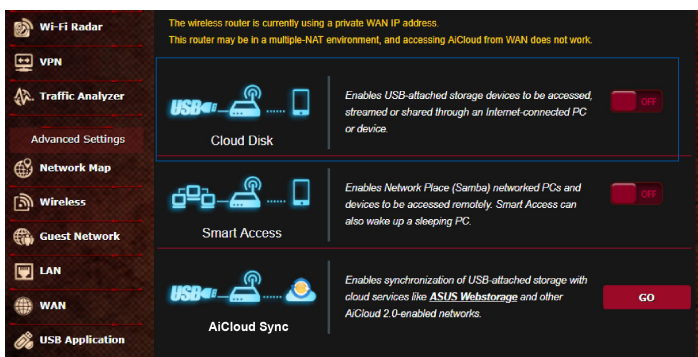 Wi-Fi Radar
VPN
Traffic Analyzer
Advanced Settings
Network Map
Wireless
Guest Network
LAN
WAN
USB Application
The wireless router is currently using a private WAN IP address.
This router may be in a multiple-NAT environment, and accessing AiCloud from WAN does not work.
USB
Cloud Disk
Enables USB-attached storage devices to be accessed,
streamed or shared through an Internet-connected PC
or device.
OFF
Smart Access
Enables Network Place (Samba) networked PCs and
devices to be accessed remotely. Smart Access can
also wake up a sleeping PC.
OFF
USB
AiCloud Sync
Enables synchronization of USB-attached storage with
cloud services like ASUS Webstorage and other
AiCloud 2.0-enabled networks.
GO